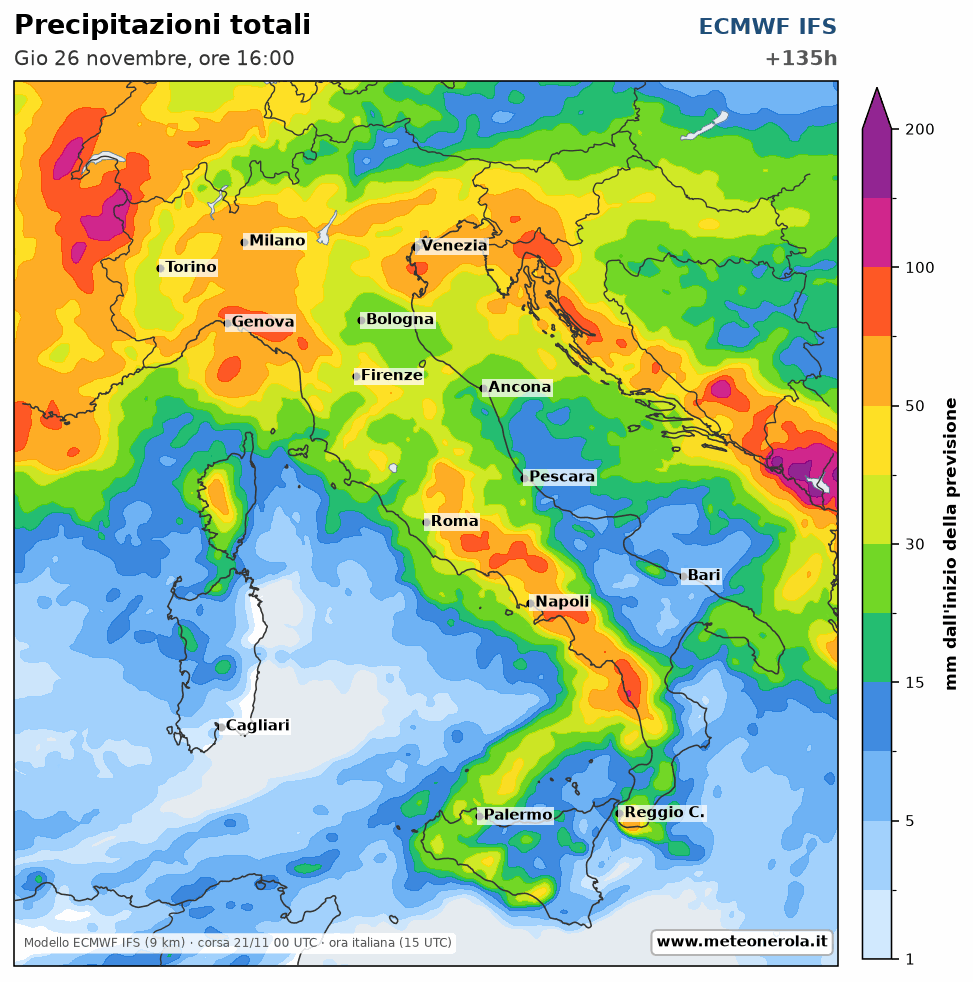 Precipitazioni totali
ECMWF IFS
Gio 26 novembre, ore 16:00
+135h
200
100
50
30
15
5
1
mm dall'inizio della previsione
Milano
Venezia
Torino
Genova
Bologna
Firenze
Ancona
Pescara
Roma
Bari
Napoli
Cagliari
Palermo
Reggio C.
Modello ECMWF IFS (9 km) · corsa 21/11 00 UTC · ora italiana (15 UTC)
www.meteonerola.it